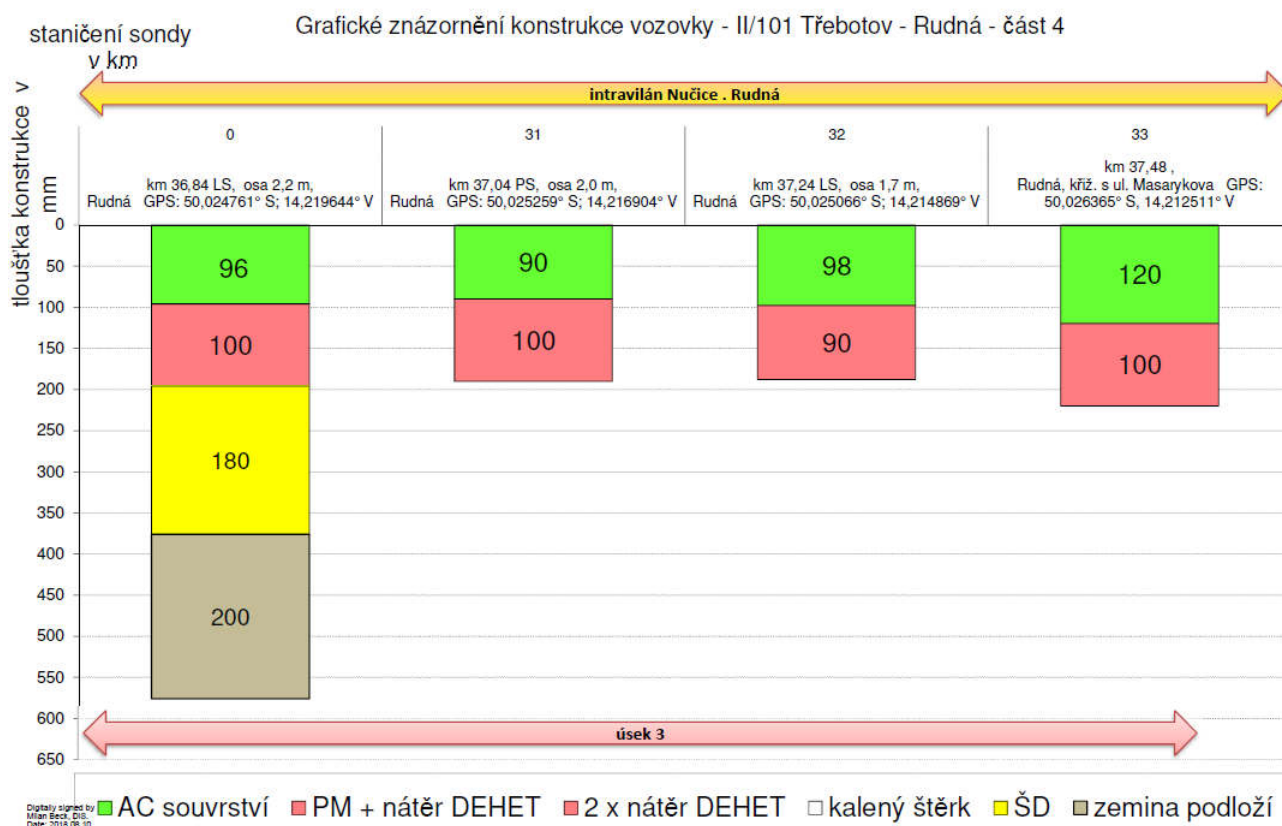 Grafické znázornění konstrukce vozovky - II/101 Třebotov - Rudná - část 4
staničení sondy
v km
intravilán Nučice . Rudná
tloušťka konstrukce v
mm
0
31
32
33
km 36,84 LS, osa 2,2 m,
Rudná GPS: 50,024761° S; 14,219644° V
km 37,04 PS, osa 2,0 m,
Rudná GPS: 50,025259° S; 14,216904° V
km 37,24 LS, osa 1,7 m,
Rudná GPS: 50,025066° S; 14,214869° V
km 37,48 ,
Rudná, křiž. s ul. Masarykova GPS:
50,026365° S, 14,212511° V
0
50
100
150
200
250
300
350
400
450
500
550
600
650
96
100
180
200
90
100
98
90
120
100
úsek 3
AC souvrství
PM + nátěr DEHET
2 x nátěr DEHET
kalený štěrk
ŠD
zemina podloží
Digitally signed by
Milan Beck, DiS.
Date: 2018.08.10